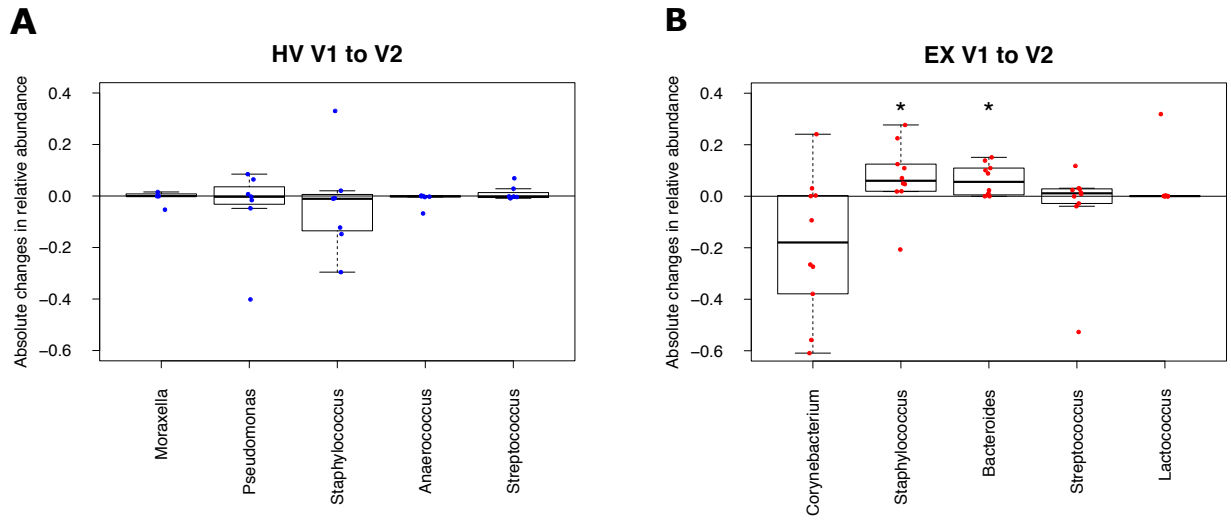 A
HV V1 to V2
Absolute changes in relative abundance
0.4
0.2
0.0
−0.2
−0.4
−0.6
Moraxella
Pseudomonas
Staphylococcus
Anaerococcus
Streptococcus
B
EX V1 to V2
Absolute changes in relative abundance
0.4
0.2
0.0
−0.2
−0.4
−0.6
*
*
Corynebacterium
Staphylococcus
Bacteroides
Streptococcus
Lactococcus